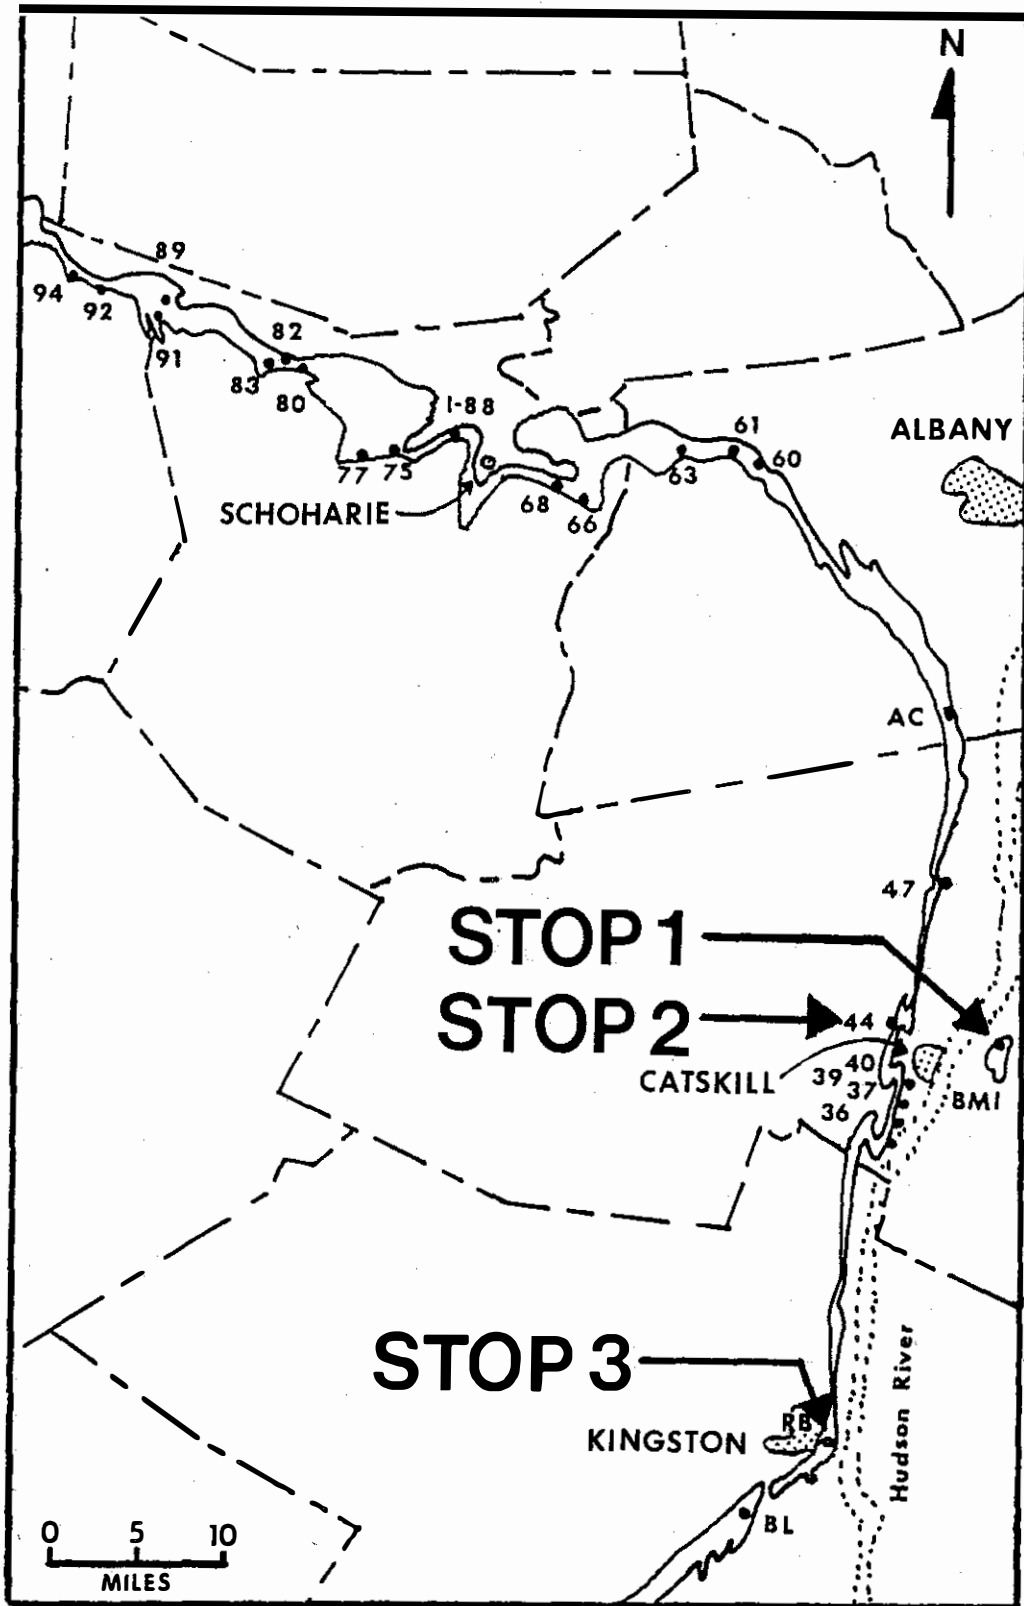 N
89
94
92
91
82
83
80
I-88
61
ALBANY
60
63
77
75
68
66
SCHOHARIE
AC
47
STOP 1
STOP 2
44
40
CATSKILL
39
37
BMI
36
STOP 3
RB
KINGSTON
Hudson River
BL
0 5 10
MILES